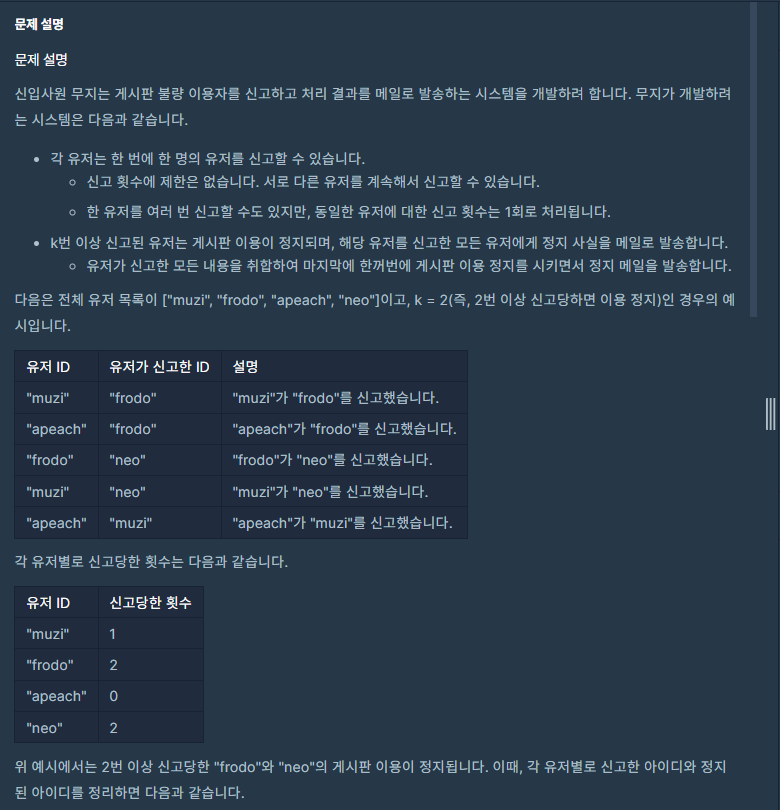 문제 설명
문제 설명
신입사원 무지는 게시판 불량 이용자를 신고하고 처리 결과를 메일로 발송하는 시스템을 개발하려 합니다. 무지가 개발하려
는 시스템은 다음과 같습니다.
각 유저는 한 번에 한 명의 유저를 신고할 수 있습니다.
신고 횟수에 제한은 없습니다. 서로 다른 유저를 계속해서 신고할 수 있습니다.
한 유저를 여러 번 신고할 수도 있지만, 동일한 유저에 대한 신고 횟수는 1회로 처리됩니다.
k번 이상 신고된 유저는 게시판 이용이 정지되며, 해당 유저를 신고한 모든 유저에게 정지 사실을 메일로 발송합니다.
유저가 신고한 모든 내용을 취합하여 마지막에 한꺼번에 게시판 이용 정지를 시키면서 정지 메일을 발송합니다.
다음은 전체 유저 목록이 ["muzi", "frodo", "apeach", "neo"]이고, k = 2(즉, 2번 이상 신고당하면 이용 정지)인 경우의 예
시입니다.
유저 ID 유저가 신고한 ID 설명
"muzi" "frodo" "muzi"가 "frodo"를 신고했습니다.
"apeach" "frodo" "apeach"가 "frodo"를 신고했습니다.
"frodo" "neo" "frodo"가 "neo"를 신고했습니다.
"muzi" "neo" "muzi"가 "neo"를 신고했습니다.
"apeach" "muzi" "apeach"가 "muzi"를 신고했습니다.
각 유저별로 신고당한 횟수는 다음과 같습니다.
유저 ID 신고당한 횟수
"muzi" 1
"frodo" 2
"apeach" 0
"neo" 2
위 예시에서는 2번 이상 신고당한 "frodo"와 "neo"의 게시판 이용이 정지됩니다. 이때, 각 유저별로 신고한 아이디와 정지
된 아이디를 정리하면 다음과 같습니다.